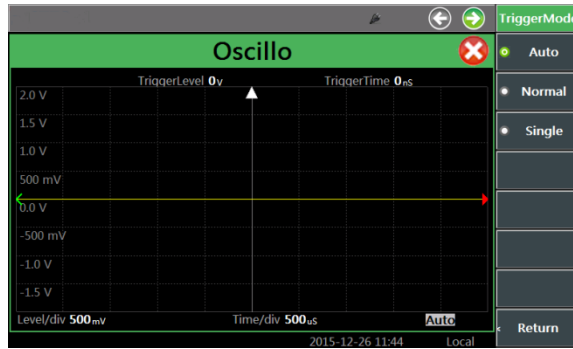 TriggerMode
Oscillo
Auto
TriggerLevel 0v
TriggerTime 0nS
2.0 V
Normal
1.5 V
Single
1.0 V
500 mV
0.0 V
-500 mV
-1.0 V
-1.5 V
Level/div 500mV
Time/div 500uS
Auto
Return
2015-12-26 11:44
Local